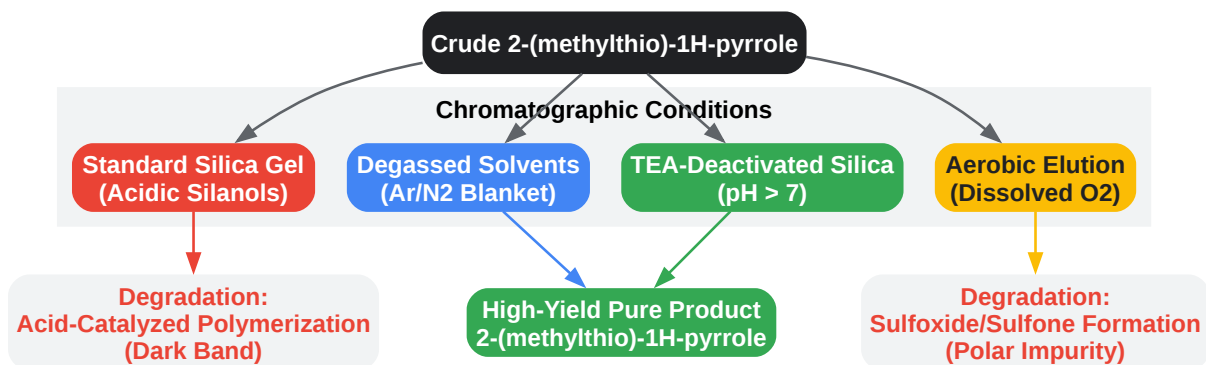 Crude 2-(methylthio)-1H-pyrrole
Chromatographic Conditions
Standard Silica Gel
(Acidic Silanols)
Degassed Solvents
(Ar/N2 Blanket)
TEA-Deactivated Silica
(pH > 7)
Aerobic Elution
(Dissolved O2)
Degradation:
Acid-Catalyzed Polymerization
(Dark Band)
High-Yield Pure Product
2-(methylthio)-1H-pyrrole
Degradation:
Sulfoxide/Sulfone Formation
(Polar Impurity)